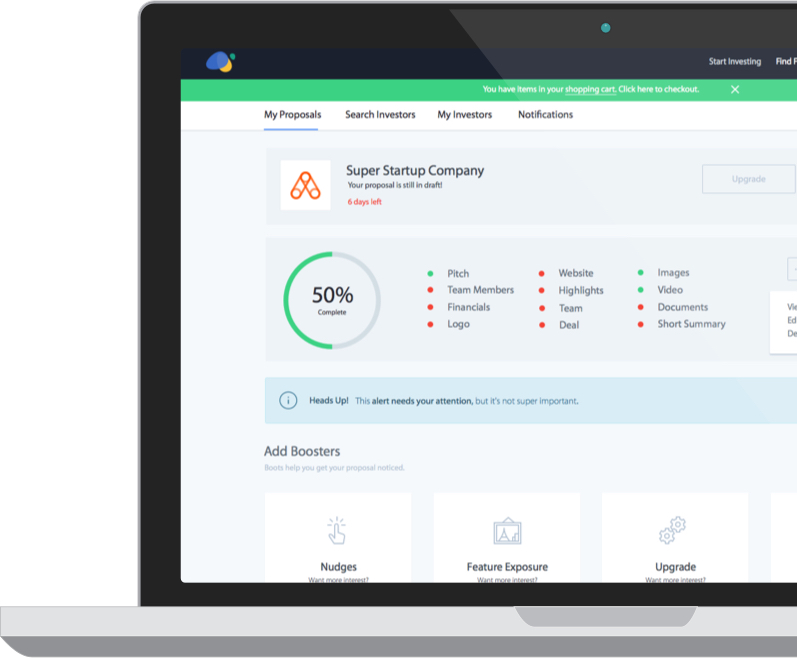 Start Investing Find
You have items in your shopping cart. Click here to checkout.
My Proposals Search Investors My Investors Notifications
Super Startup Company
Your proposal is still in draft!
6 days left
Upgrade
50%
Complete
Pitch Website Images
Team Members Highlights Video
Financials Team Documents
Logo Deal Short Summary
Vie
Ed
De
Heads Up! This alert needs your attention, but it's not super important.
Add Boosters
Boots help you get your proposal noticed.
Nudges Feature Exposure Upgrade
Want more interest? Want more interest? Want more interest?